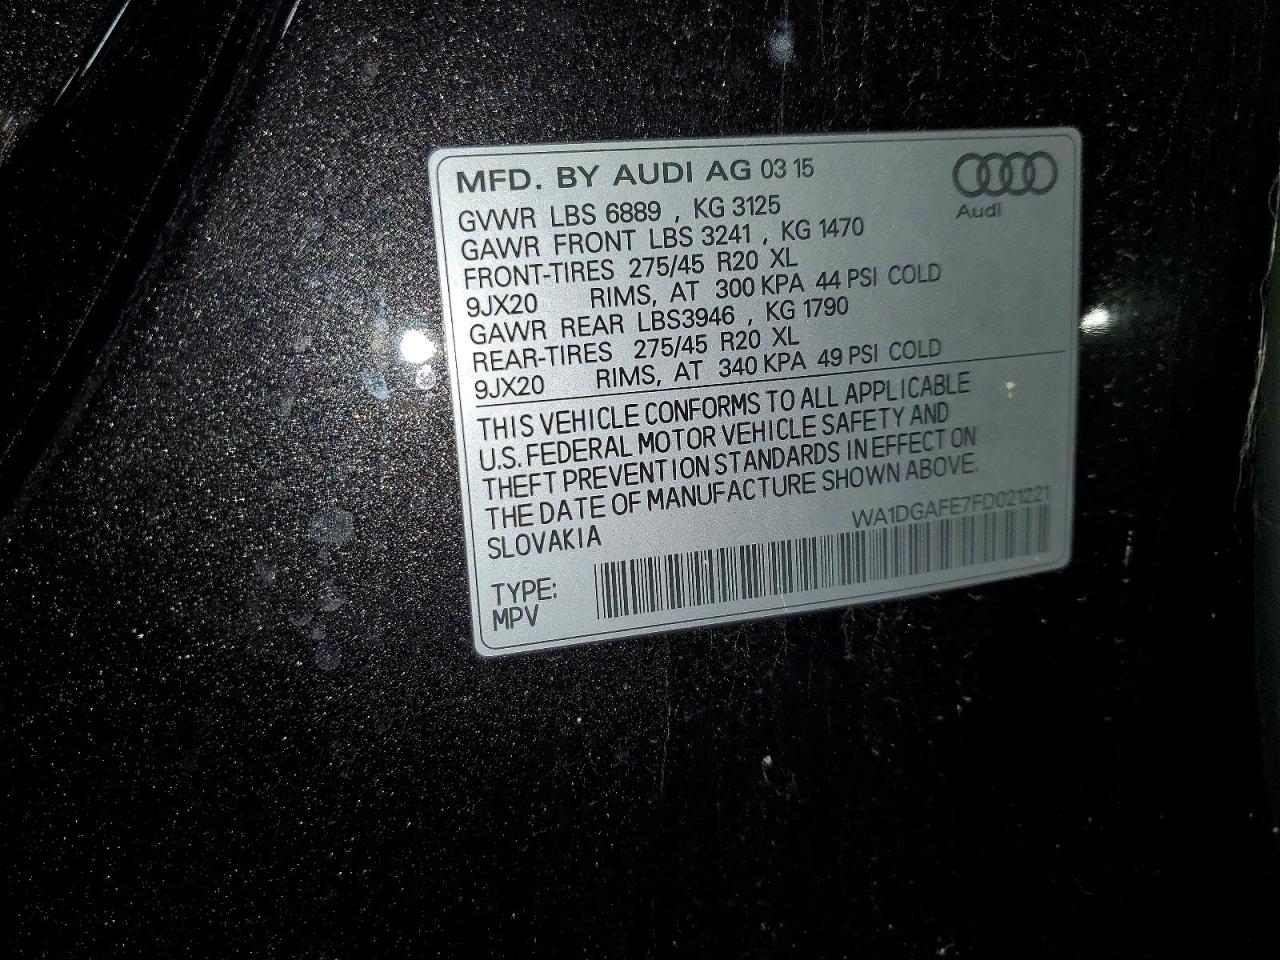 MFD. BY AUDI AG 03 15
Audi
GVWR LBS 6889 , KG 3125
GAWR FRONT LBS 3241 , KG 1470
FRONT-TIRES 275/45 R20 XL
9JX20 RIMS, AT 300 KPA 44 PSI COLD
GAWR REAR LBS3946 , KG 1790
REAR-TIRES 275/45 R20 XL
9JX20 RIMS, AT 340 KPA 49 PSI COLD
THIS VEHICLE CONFORMS TO ALL APPLICABLE
U.S. FEDERAL MOTOR VEHICLE SAFETY AND
THEFT PREVENTION STANDARDS IN EFFECT ON
THE DATE OF MANUFACTURE SHOWN ABOVE.
SLOVAKIA
WA1DGAFE7FD021221
TYPE:
MPV